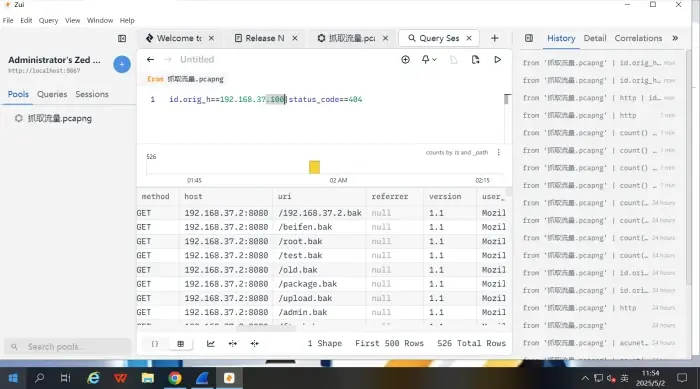 Zui
File Edit Query View Window Help
Administrator's Zed ...
http://localhost:9867
Pools Queries Sessions
抓取流量.pcapng
Search pools...
Welcome to
Release N
抓取流量.pc
Query Ses
Untitled
from 抓取流量.pcapng
1 id.orig_h==192.168.37.100 status_code==404
526
counts by ts and _path
01:45 02 AM 02:15
method host uri referrer version user_
GET 192.168.37.2:8080 /192.168.37.2.bak null 1.1 Mozil
GET 192.168.37.2:8080 /beifen.bak null 1.1 Mozil
GET 192.168.37.2:8080 /root.bak null 1.1 Mozil
GET 192.168.37.2:8080 /test.bak null 1.1 Mozil
GET 192.168.37.2:8080 /old.bak null 1.1 Mozil
GET 192.168.37.2:8080 /package.bak null 1.1 Mozil
GET 192.168.37.2:8080 /upload.bak null 1.1 Mozil
GET 192.168.37.2:8080 /admin.bak null 1.1 Mozil
1 Shape First 500 Rows 526 Total Rows
History Detail Correlations
from '抓取流量.pcapng' | id.orig_h...
from '抓取流量.pcapng' | id.orig_h...
from '抓取流量.pcapng' | http | id...
from '抓取流量.pcapng' | http 1 min
from '抓取流量.pcapng' | count() ... 1 min
from '抓取流量.pcapng' | count() ... 1 min
from '抓取流量.pcapng' | count() ... 1 min
from '抓取流量.pcapng' | count(... 24 hours
from '抓取流量.pcapng' | count(... 24 hours
from '抓取流量.pcapng' | count(... 24 hours
from '抓取流量.pcapng' | id.ori... 24 hours
from '抓取流量.pcapng' | id.ori... 24 hours
from '抓取流量.pcapng' | http 24 hours
from '抓取流量.pcapng' | count(... 24 hours
from '抓取流量.pcapng' | count(... 24 hours
from '抓取流量.pcapng' | acunet... 24 hours
英
11:54
2025/5/2